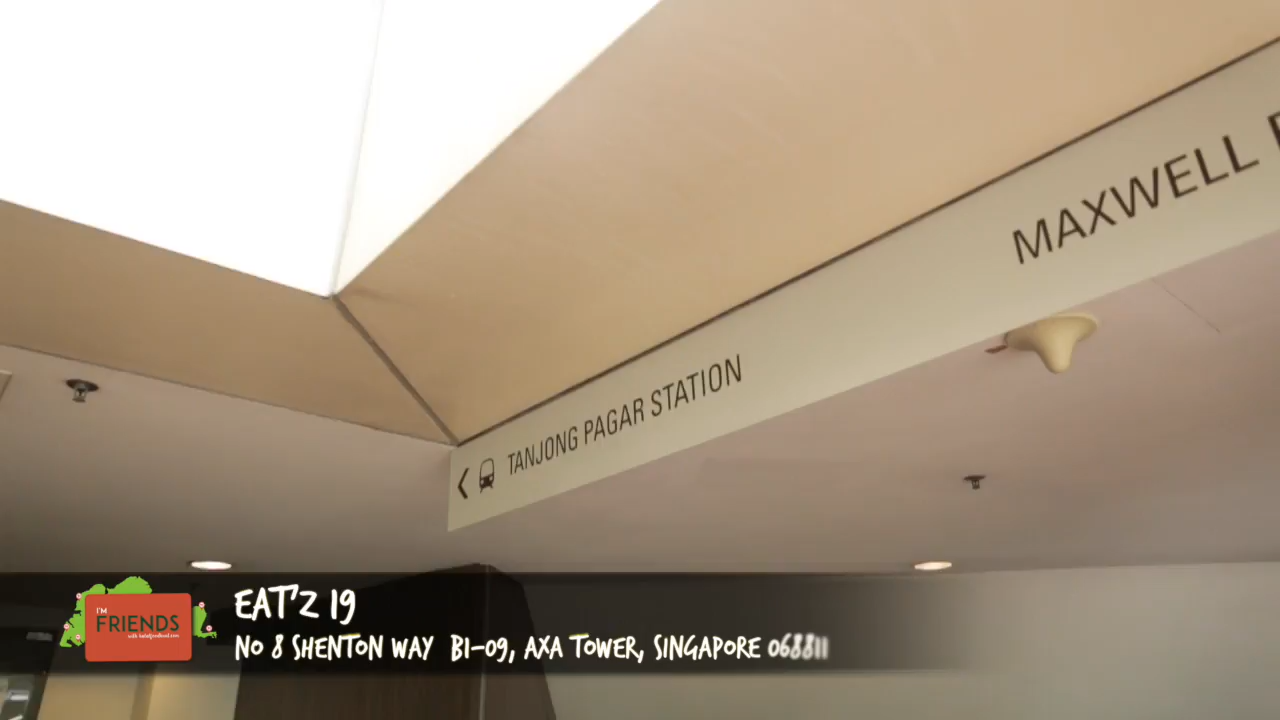 MAXWELL
TANJONG PAGAR STATION
I'M
FRIENDS
EAT'Z 19
NO 8 SHENTON WAY B1-09, AXA TOWER, SINGAPORE 068811